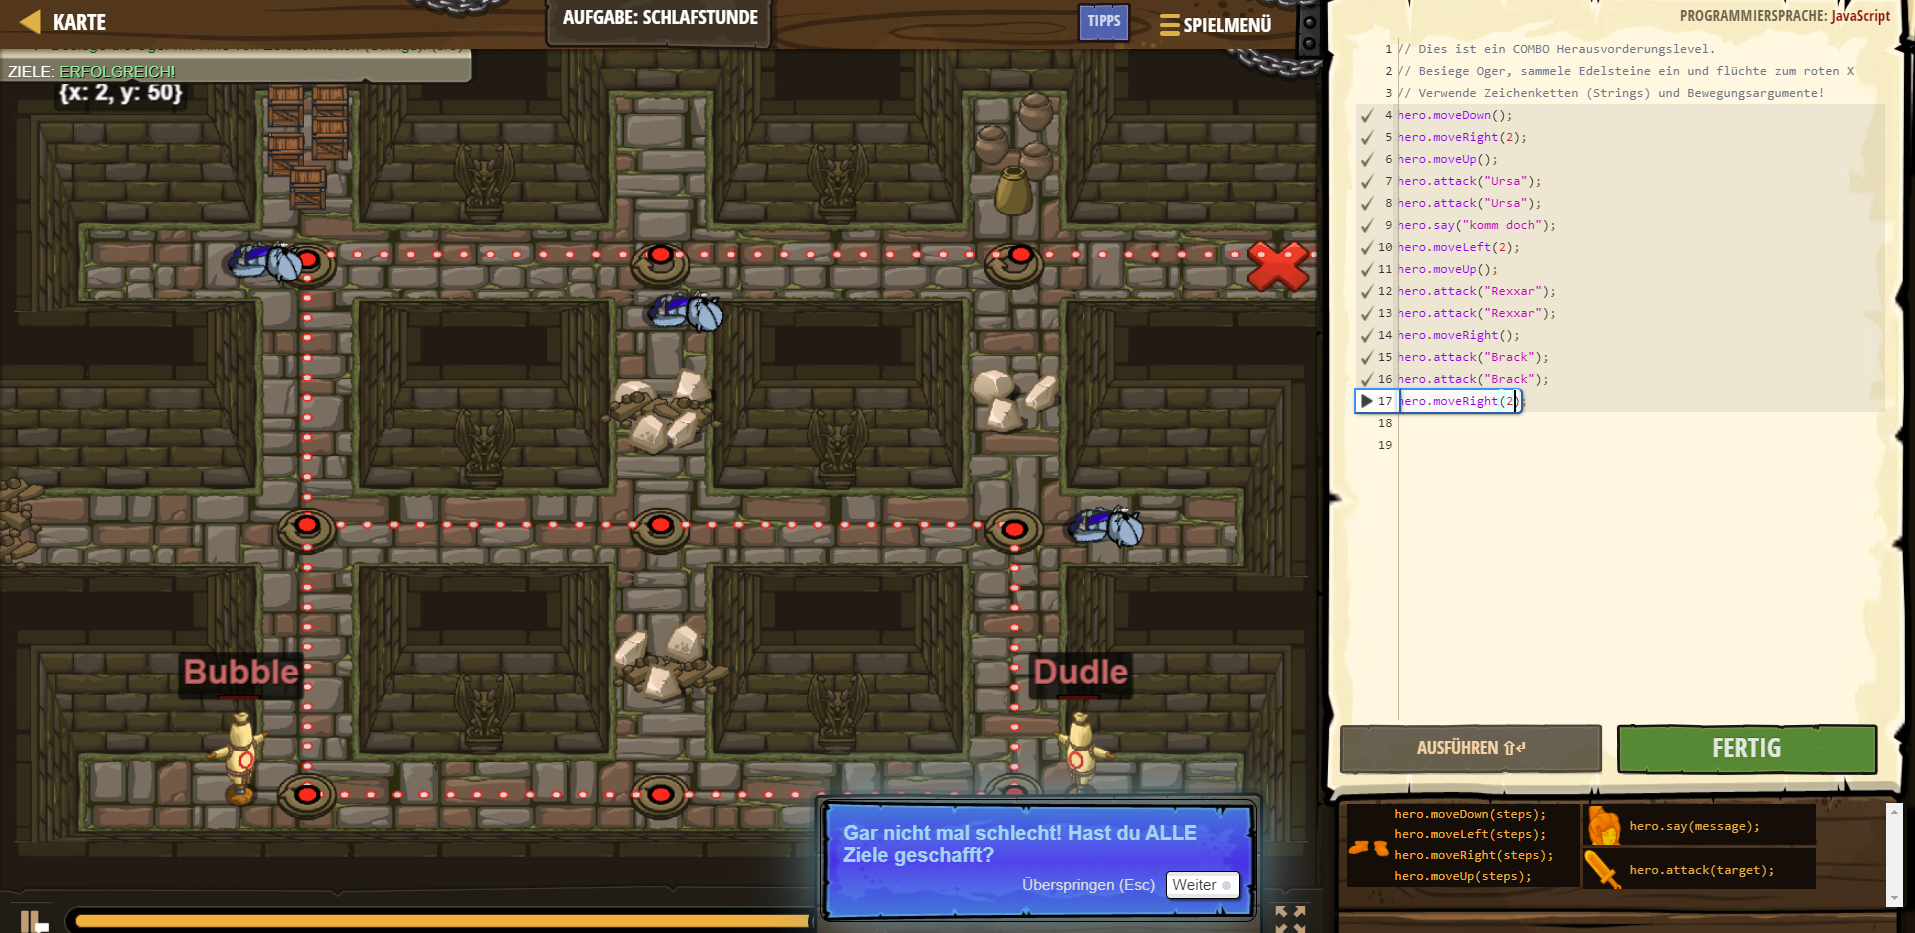 KARTE
AUFGABE: SCHLAFSTUNDE
TIPPS
SPIELMENÜ
ZIELE: ERFOLGREICH!
{x: 2, y: 50}
Bubble
Dudle
Gar nicht mal schlecht! Hast du ALLE
Ziele geschafft?
Überspringen (Esc)
Weiter
PROGRAMMIERSPRACHE: JavaScript
1 // Dies ist ein COMBO Herausvorderungslevel.
2 // Besiege Oger, sammele Edelsteine ein und flüchte zum roten X
3 // Verwende Zeichenketten (Strings) und Bewegungsargumente!
4 hero.moveDown();
5 hero.moveRight(2);
6 hero.moveUp();
7 hero.attack("Ursa");
8 hero.attack("Ursa");
9 hero.say("komm doch");
10 hero.moveLeft(2);
11 hero.moveUp();
12 hero.attack("Rexxar");
13 hero.attack("Rexxar");
14 hero.moveRight();
15 hero.attack("Brack");
16 hero.attack("Brack");
17 hero.moveRight(2);
18
19
AUSFÜHREN ⇧↵
FERTIG
hero.moveDown(steps);
hero.moveLeft(steps);
hero.moveRight(steps);
hero.moveUp(steps);
hero.say(message);
hero.attack(target);